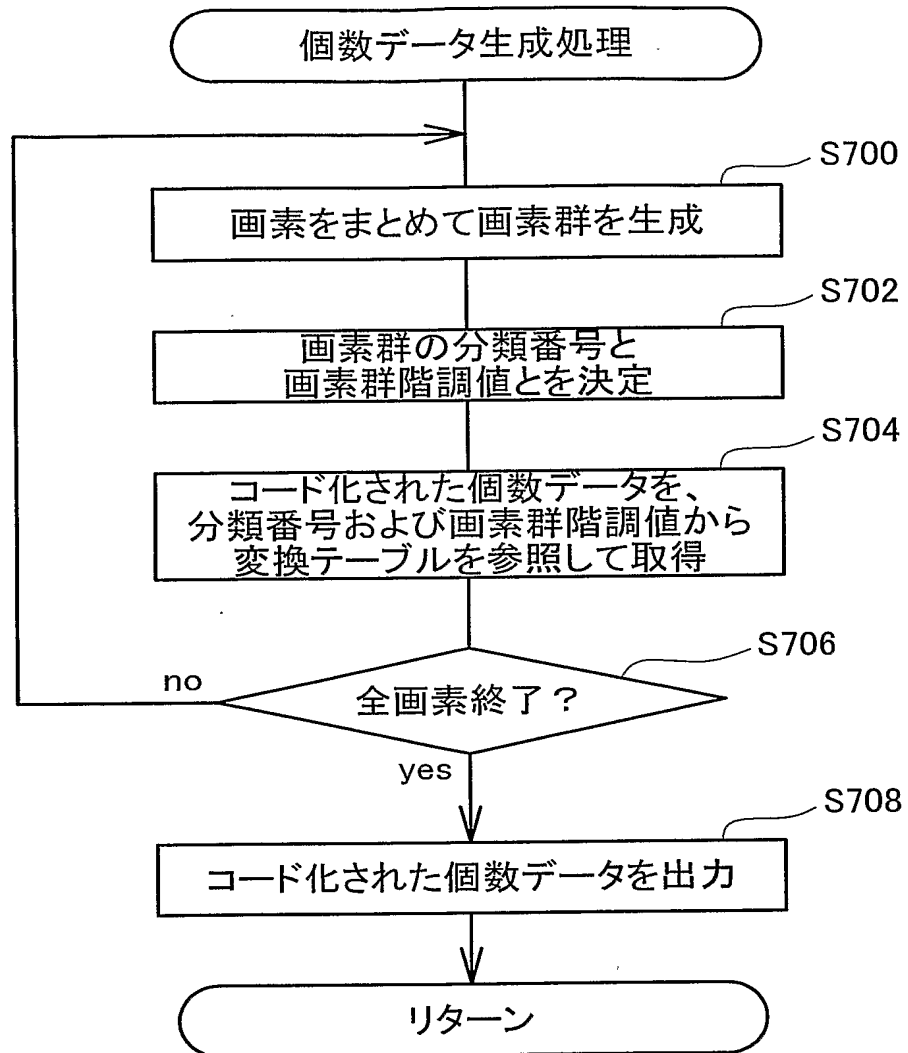 個数データ生成処理
S700
画素をまとめて画素群を生成
S702
画素群の分類番号と
画素群階調値とを決定
S704
コード化された個数データを、
分類番号および画素群階調値から
変換テーブルを参照して取得
S706
no
全画素終了？
yes
S708
コード化された個数データを出力
リターン